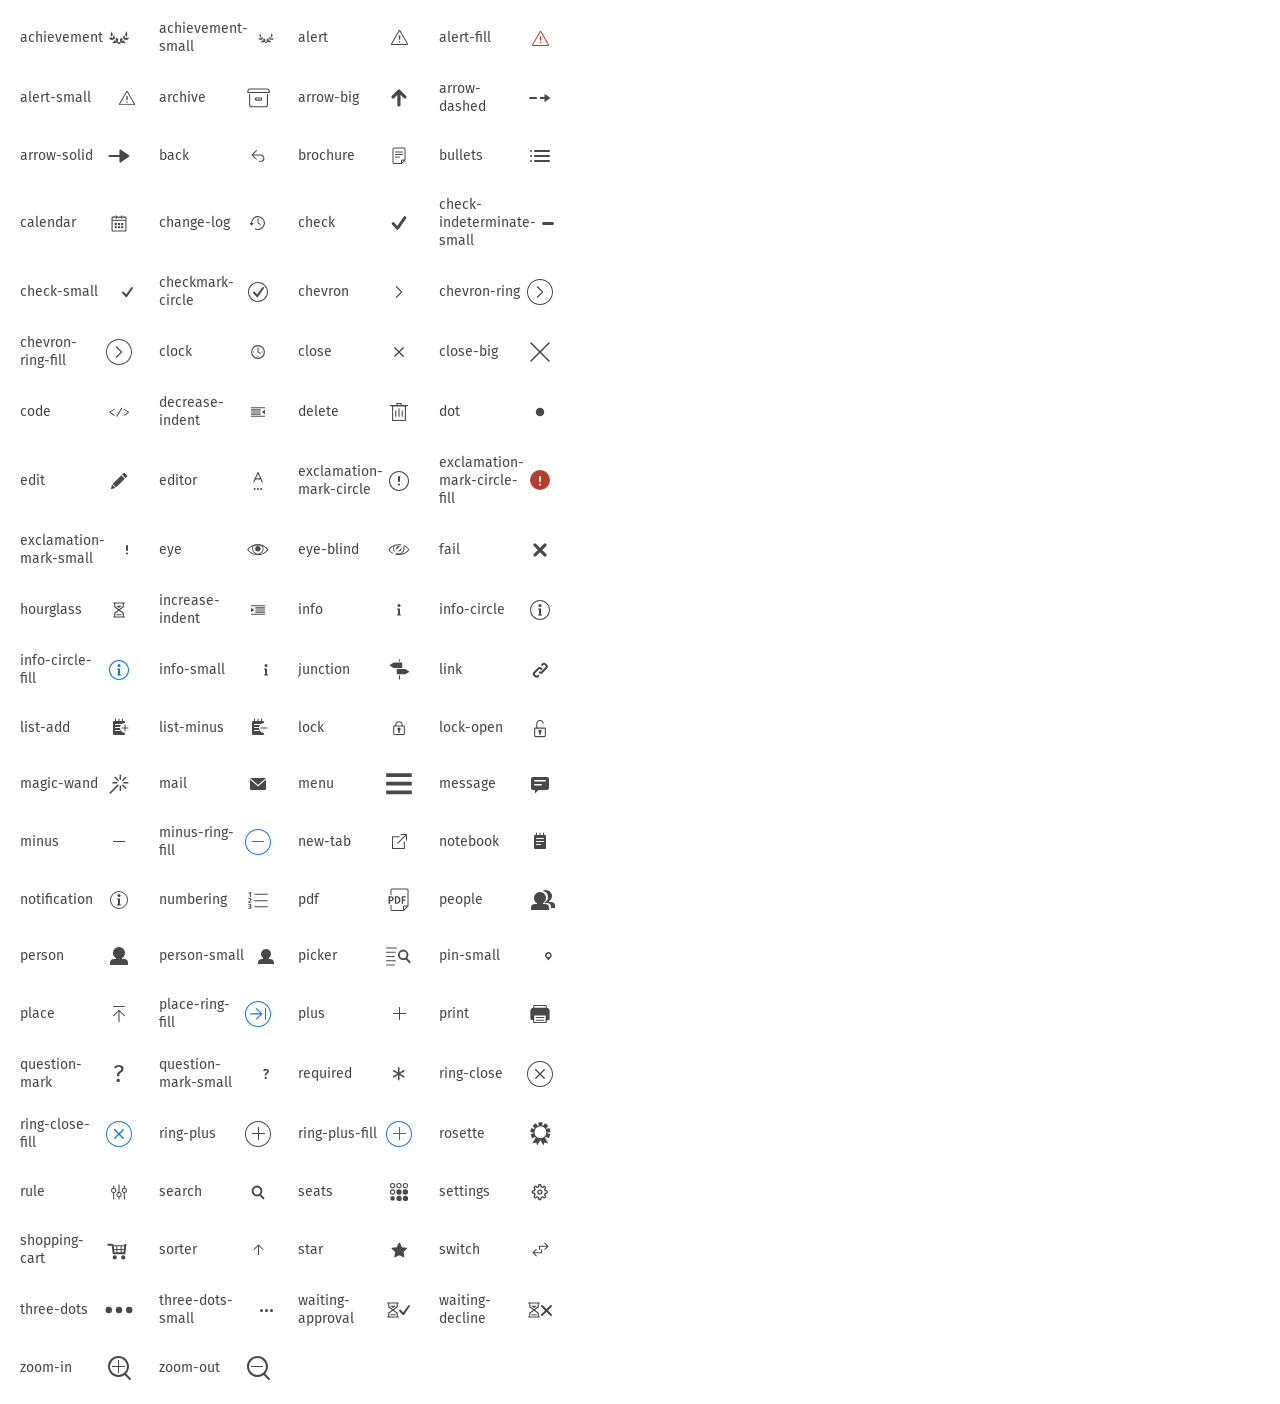 achievement
achievement-
small
alert
alert-fill
alert-small
archive
arrow-big
arrow-
dashed
arrow-solid
back
brochure
bullets
calendar
change-log
check
check-
indeterminate-
small
check-small
checkmark-
circle
chevron
chevron-ring
chevron-
ring-fill
clock
close
close-big
code
decrease-
indent
delete
dot
edit
editor
exclamation-
mark-circle
exclamation-
mark-circle-
fill
exclamation-
mark-small
eye
eye-blind
fail
hourglass
increase-
indent
info
info-circle
info-circle-
fill
info-small
junction
link
list-add
list-minus
lock
lock-open
magic-wand
mail
menu
message
minus
minus-ring-
fill
new-tab
notebook
notification
numbering
1
2
3
pdf
PDF
people
person
person-small
picker
pin-small
place
place-ring-
fill
plus
print
question-
mark
?
question-
mark-small
?
required
ring-close
ring-close-
fill
ring-plus
ring-plus-fill
rosette
rule
search
seats
settings
shopping-
cart
sorter
star
switch
three-dots
three-dots-
small
waiting-
approval
waiting-
decline
zoom-in
zoom-out